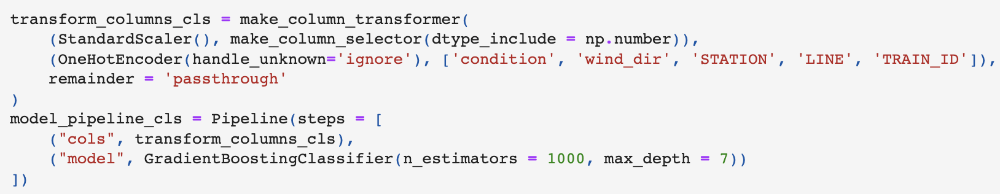 transform_columns_cls = make_column_transformer(
    (StandardScaler(), make_column_selector(dtype_include = np.number)),
    (OneHotEncoder(handle_unknown='ignore'), ['condition', 'wind_dir', 'STATION', 'LINE', 'TRAIN_ID']),
    remainder = 'passthrough'
)
model_pipeline_cls = Pipeline(steps = [
    ("cols", transform_columns_cls),
    ("model", GradientBoostingClassifier(n_estimators = 1000, max_depth = 7))
])